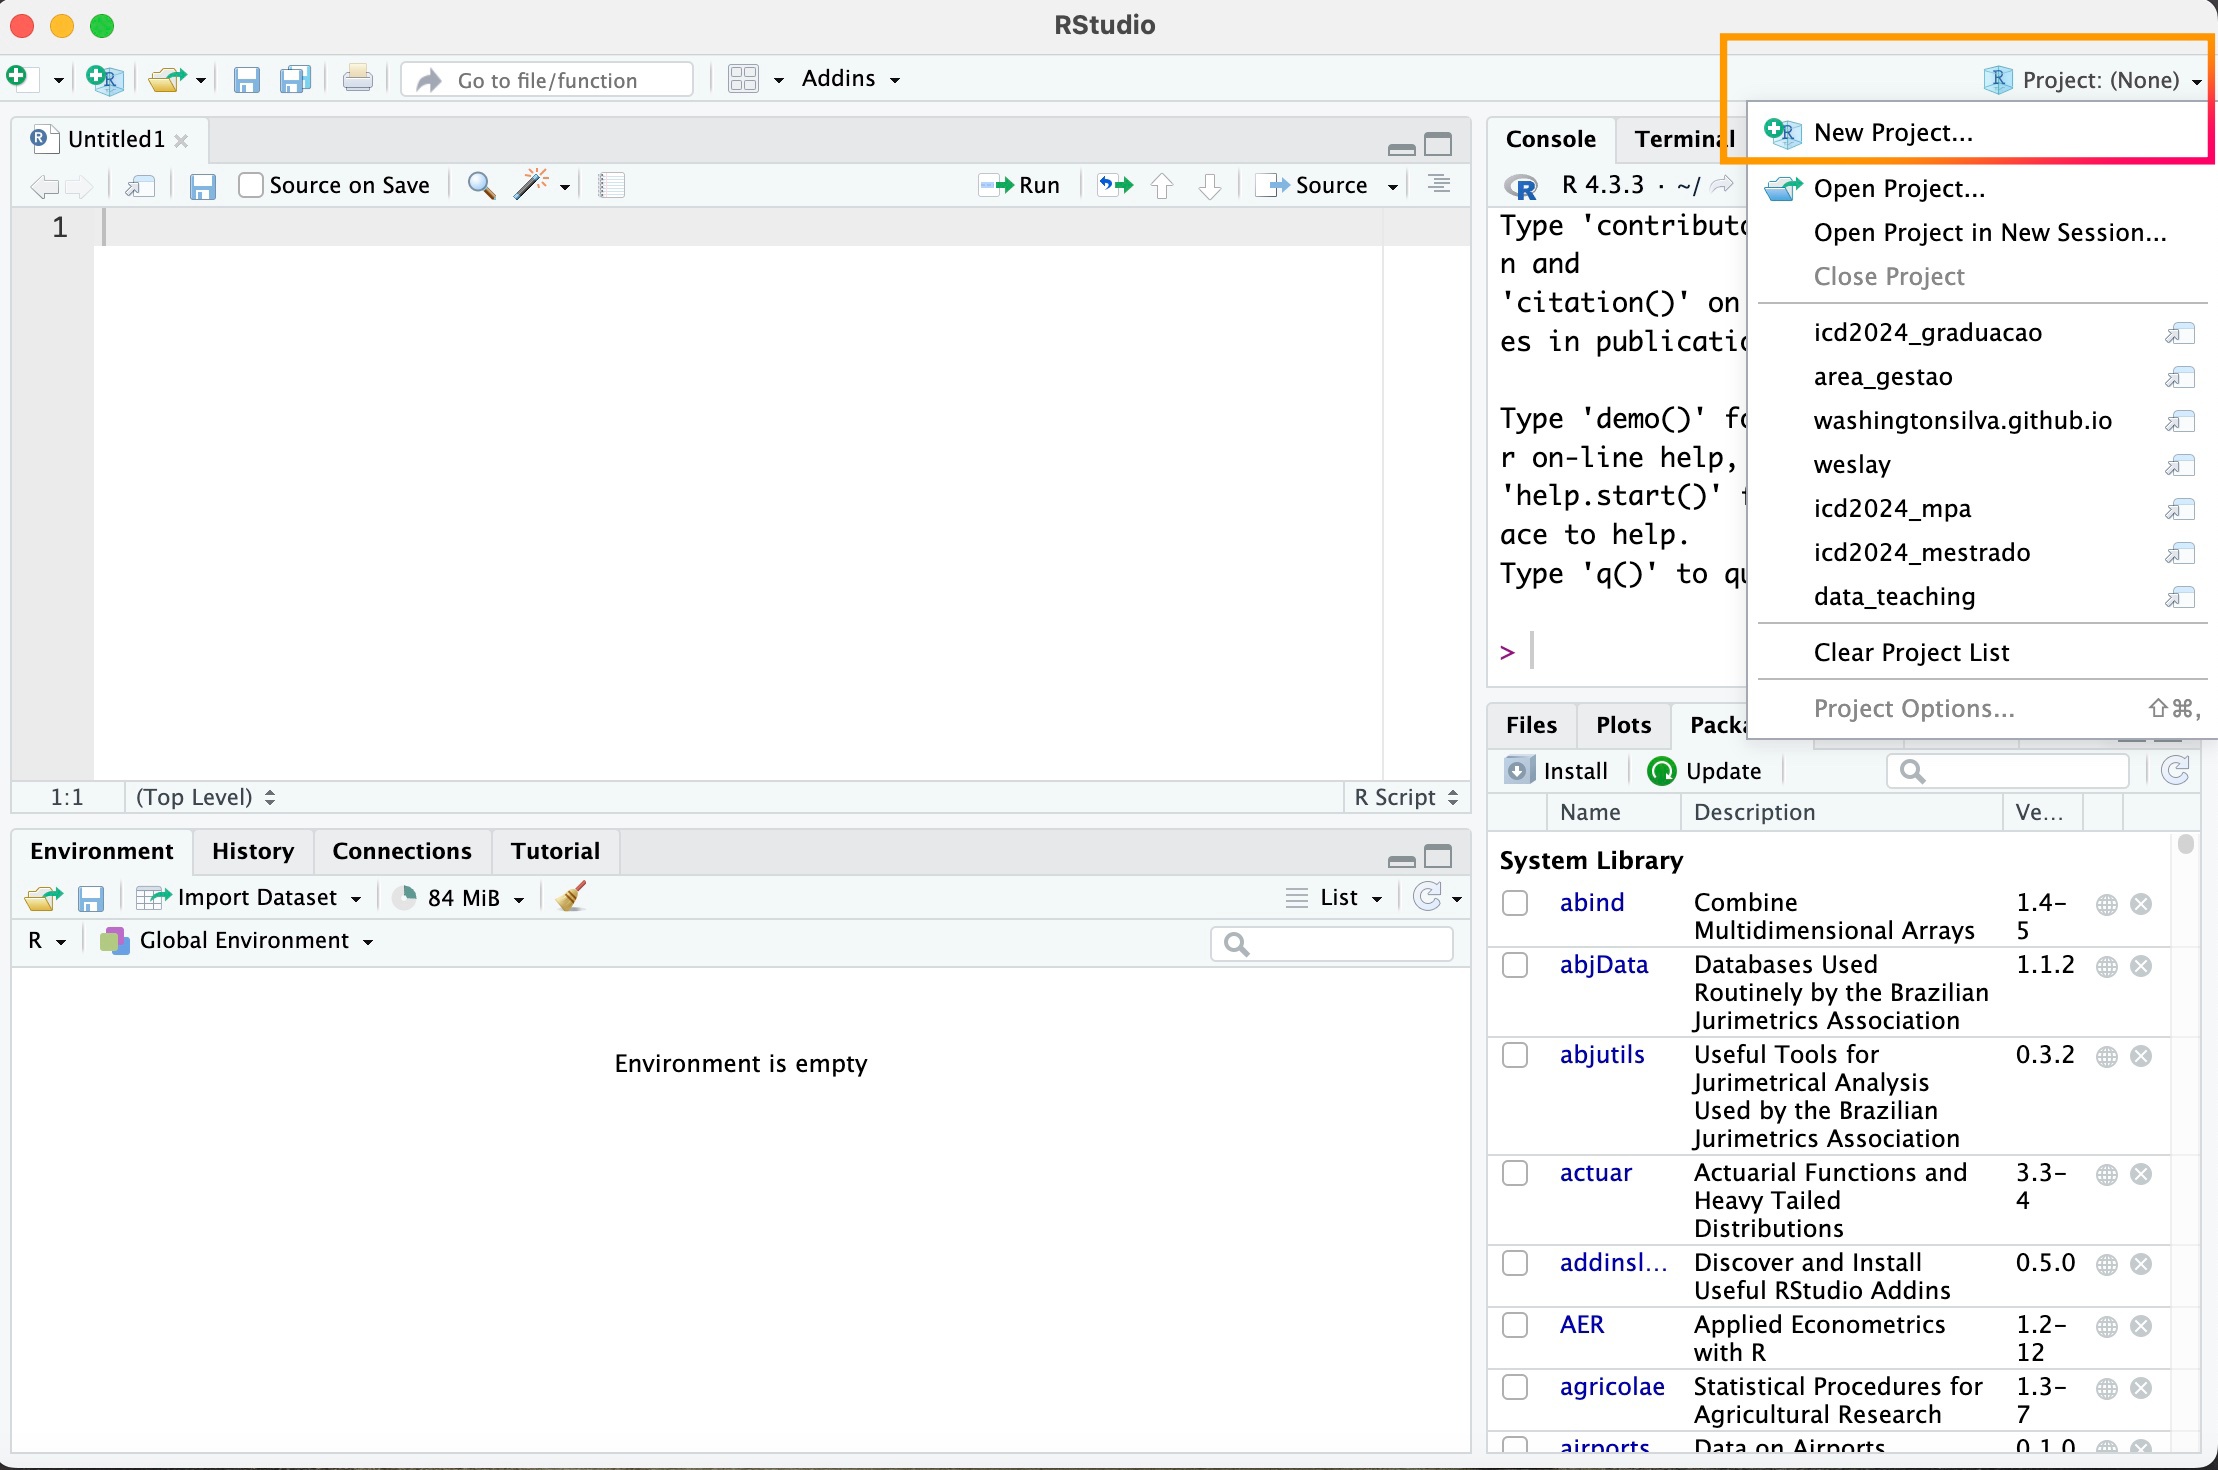 RStudio
Go to file/function
Addins
Project: (None)
Untitled1
Source on Save
Run
Source
1
1:1
(Top Level)
R Script
Console
Terminal
R 4.3.3 · ~/
Type 'contributo
n and
'citation()' on
es in publicatio
Type 'demo()' fo
r on-line help,
'help.start()'
ace to help.
Type 'q()' to qu
>
New Project...
Open Project...
Open Project in New Session...
Close Project
icd2024_graduacao
area_gestao
washingtonsilva.github.io
weslay
icd2024_mpa
icd2024_mestrado
data_teaching
Clear Project List
Project Options... ⇧⌘,
Environment
History
Connections
Tutorial
Import Dataset
84 MiB
List
R
Global Environment
Environment is empty
Files
Plots
Packa
Install
Update
Name
Description
Ve...
System Library
abind
Combine
Multidimensional Arrays
1.4-
5
abjData
Databases Used
Routinely by the Brazilian
Jurimetrics Association
1.1.2
abjutils
Useful Tools for
Jurimetrical Analysis
Used by the Brazilian
Jurimetrics Association
0.3.2
actuar
Actuarial Functions and
Heavy Tailed
Distributions
3.3-
4
addinsl...
Discover and Install
Useful RStudio Addins
0.5.0
AER
Applied Econometrics
with R
1.2-
12
agricolae
Statistical Procedures for
Agricultural Research
1.3-
7
airports
Data on Airports
0.1.0